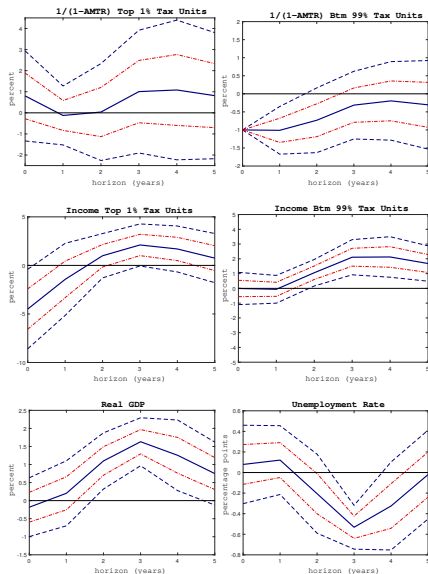 1/(1-AMTR) Top 1% Tax Units
percent
4
3
2
1
0
-1
-2
0 1 2 3 4 5
horizon (years)
1/(1-AMTR) Btm 99% Tax Units
percent
1
0.5
0
-0.5
-1
-1.5
-2
0 1 2 3 4 5
horizon (years)
Income Top 1% Tax Units
percent
5
0
-5
-10
0 1 2 3 4 5
horizon (years)
Income Btm 99% Tax Units
percent
5
4
3
2
1
0
-1
-2
-3
-4
-5
0 1 2 3 4 5
horizon (years)
Real GDP
percent
2.5
2
1.5
1
0.5
0
-0.5
-1
-1.5
0 1 2 3 4 5
horizon (years)
Unemployment Rate
percentage points
0.6
0.4
0.2
0
-0.2
-0.4
-0.6
-0.8
0 1 2 3 4 5
horizon (years)